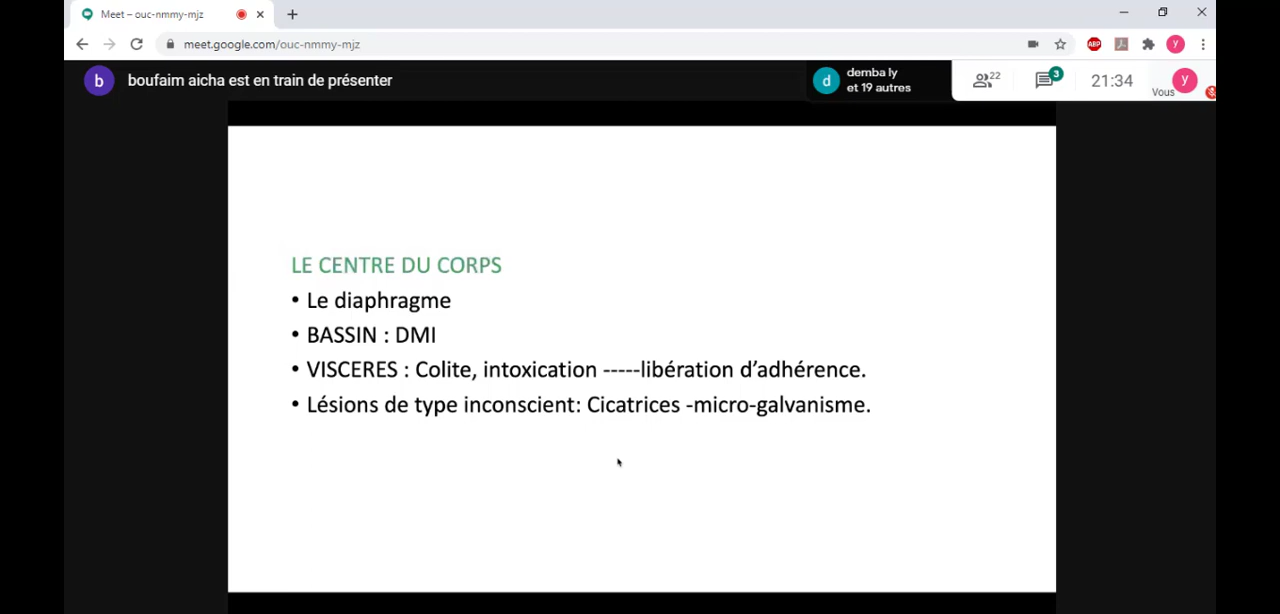 Meet – ouc-nmmy-mjz
meet.google.com/ouc-nmmy-mjz
ABP
y
b
boufaim aicha est en train de présenter
d
demba ly
et 19 autres
22
3
21:34
Vous
y
LE CENTRE DU CORPS
• Le diaphragme
• BASSIN : DMI
• VISCERES : Colite, intoxication -----libération d’adhérence.
• Lésions de type inconscient: Cicatrices -micro-galvanisme.